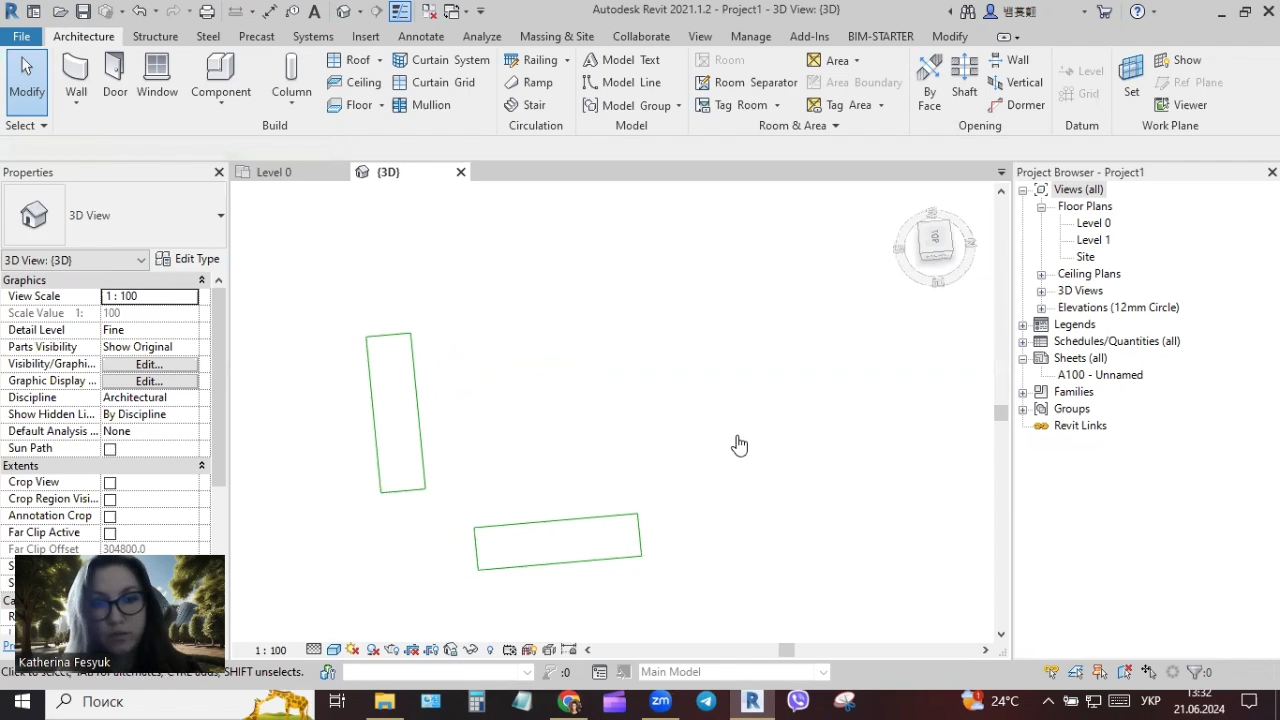 Autodesk Revit 2021.1.2 - Project1 - 3D View: {3D}
File Architecture Structure Steel Precast Systems Insert Annotate Analyze Massing & Site Collaborate View Manage Add-Ins BIM-STARTER Modify
Modify Wall Door Window Component Column
Roof Curtain System Railing Model Text Room Area By Face Shaft Wall Level Set Show
Ceiling Curtain Grid Ramp Model Line Room Separator Area Boundary Vertical Grid Ref Plane
Floor Mullion Stair Model Group Tag Room Tag Area Dormer Viewer
Select Build Circulation Model Room & Area Opening Datum Work Plane
Properties
3D View
3D View: {3D} Edit Type
Graphics
View Scale 1 : 100
Scale Value 1: 100
Detail Level Fine
Parts Visibility Show Original
Visibility/Graphi... Edit...
Graphic Display ... Edit...
Discipline Architectural
Show Hidden Li... By Discipline
Default Analysis ... None
Sun Path
Extents
Crop View
Crop Region Visi...
Annotation Crop
Far Clip Active
Far Clip Offset 304800.0
Katherina Fesyuk
Level 0 {3D}
TOP
1 : 100
Project Browser - Project1
Views (all)
Floor Plans
Level 0
Level 1
Site
Ceiling Plans
3D Views
Elevations (12mm Circle)
Legends
Schedules/Quantities (all)
Sheets (all)
A100 - Unnamed
Families
Groups
Revit Links
TAB for alternates, CTRL adds, SHIFT unselects. :0 Main Model :0
Поиск 24°C УКР 13:32
21.06.2024